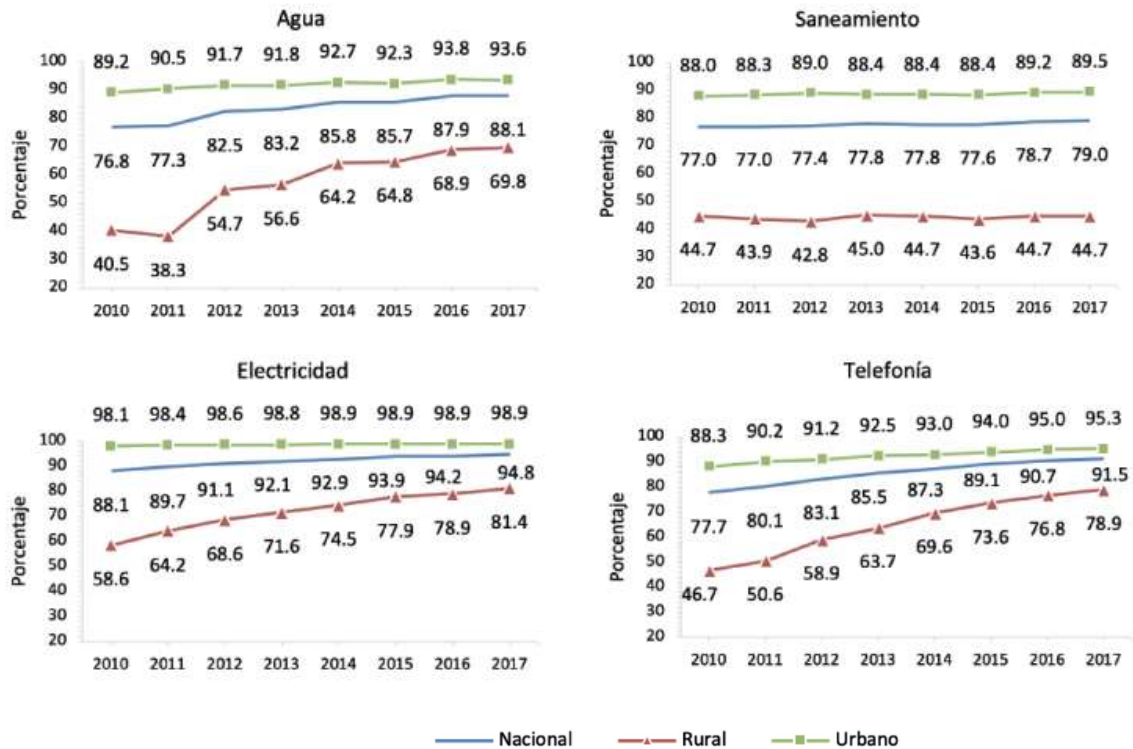 Agua
89.2 90.5 91.7 91.8 92.7 92.3 93.8 93.6
100
90
80
70
60
50
40
30
20
Porcentaje
76.8 77.3 82.5 83.2 85.8 85.7 87.9 88.1
40.5 38.3 54.7 56.6 64.2 64.8 68.9 69.8
2010 2011 2012 2013 2014 2015 2016 2017
Saneamiento
88.0 88.3 89.0 88.4 88.4 88.4 89.2 89.5
100
90
80
70
60
50
40
30
20
Porcentaje
77.0 77.0 77.4 77.8 77.8 77.6 78.7 79.0
44.7 43.9 42.8 45.0 44.7 43.6 44.7 44.7
2010 2011 2012 2013 2014 2015 2016 2017
Electricidad
98.1 98.4 98.6 98.8 98.9 98.9 98.9 98.9
100
90
80
70
60
50
40
30
20
Porcentaje
88.1 89.7 91.1 92.1 92.9 93.9 94.2 94.8
58.6 64.2 68.6 71.6 74.5 77.9 78.9 81.4
2010 2011 2012 2013 2014 2015 2016 2017
Telefonía
88.3 90.2 91.2 92.5 93.0 94.0 95.0 95.3
100
90
80
70
60
50
40
30
20
Porcentaje
77.7 80.1 83.1 85.5 87.3 89.1 90.7 91.5
46.7 50.6 58.9 63.7 69.6 73.6 76.8 78.9
2010 2011 2012 2013 2014 2015 2016 2017
Nacional Rural Urbano